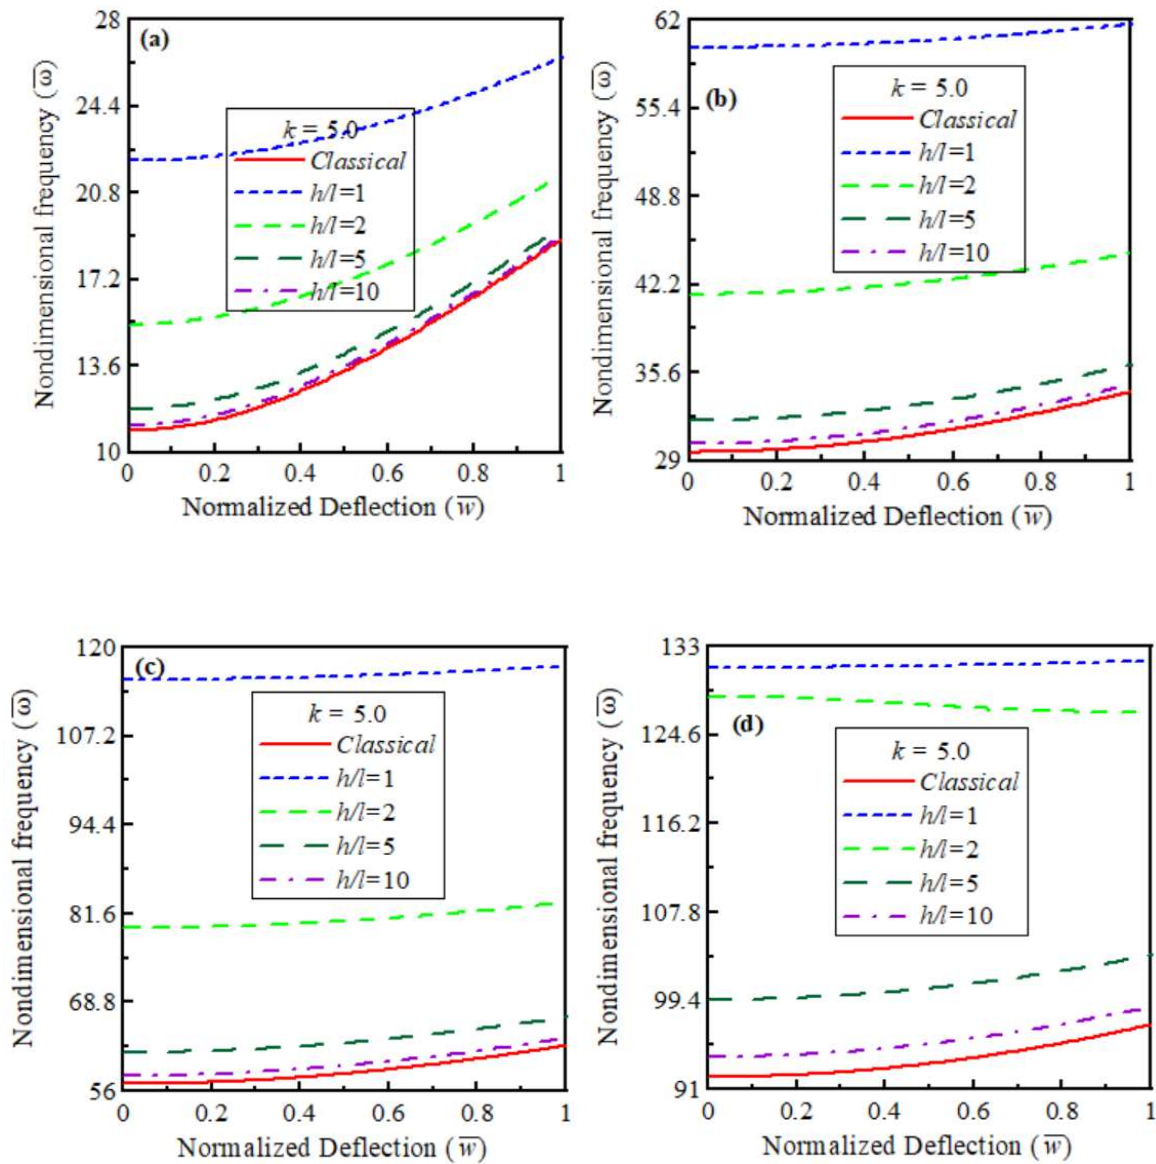 (a)
Nondimensional frequency (ω̅)
28
24.4
20.8
17.2
13.6
10
k = 5.0
Classical
h/l=1
h/l=2
h/l=5
h/l=10
0 0.2 0.4 0.6 0.8 1
Normalized Deflection (w̅)
(b)
Nondimensional frequency (ω̅)
62
55.4
48.8
42.2
35.6
29
k = 5.0
Classical
h/l=1
h/l=2
h/l=5
h/l=10
0 0.2 0.4 0.6 0.8 1
Normalized Deflection (w̅)
(c)
Nondimensional frequency (ω̅)
120
107.2
94.4
81.6
68.8
56
k = 5.0
Classical
h/l=1
h/l=2
h/l=5
h/l=10
0 0.2 0.4 0.6 0.8 1
Normalized Deflection (w̅)
(d)
Nondimensional frequency (ω̅)
133
124.6
116.2
107.8
99.4
91
k = 5.0
Classical
h/l=1
h/l=2
h/l=5
h/l=10
0 0.2 0.4 0.6 0.8 1
Normalized Deflection (w̅)